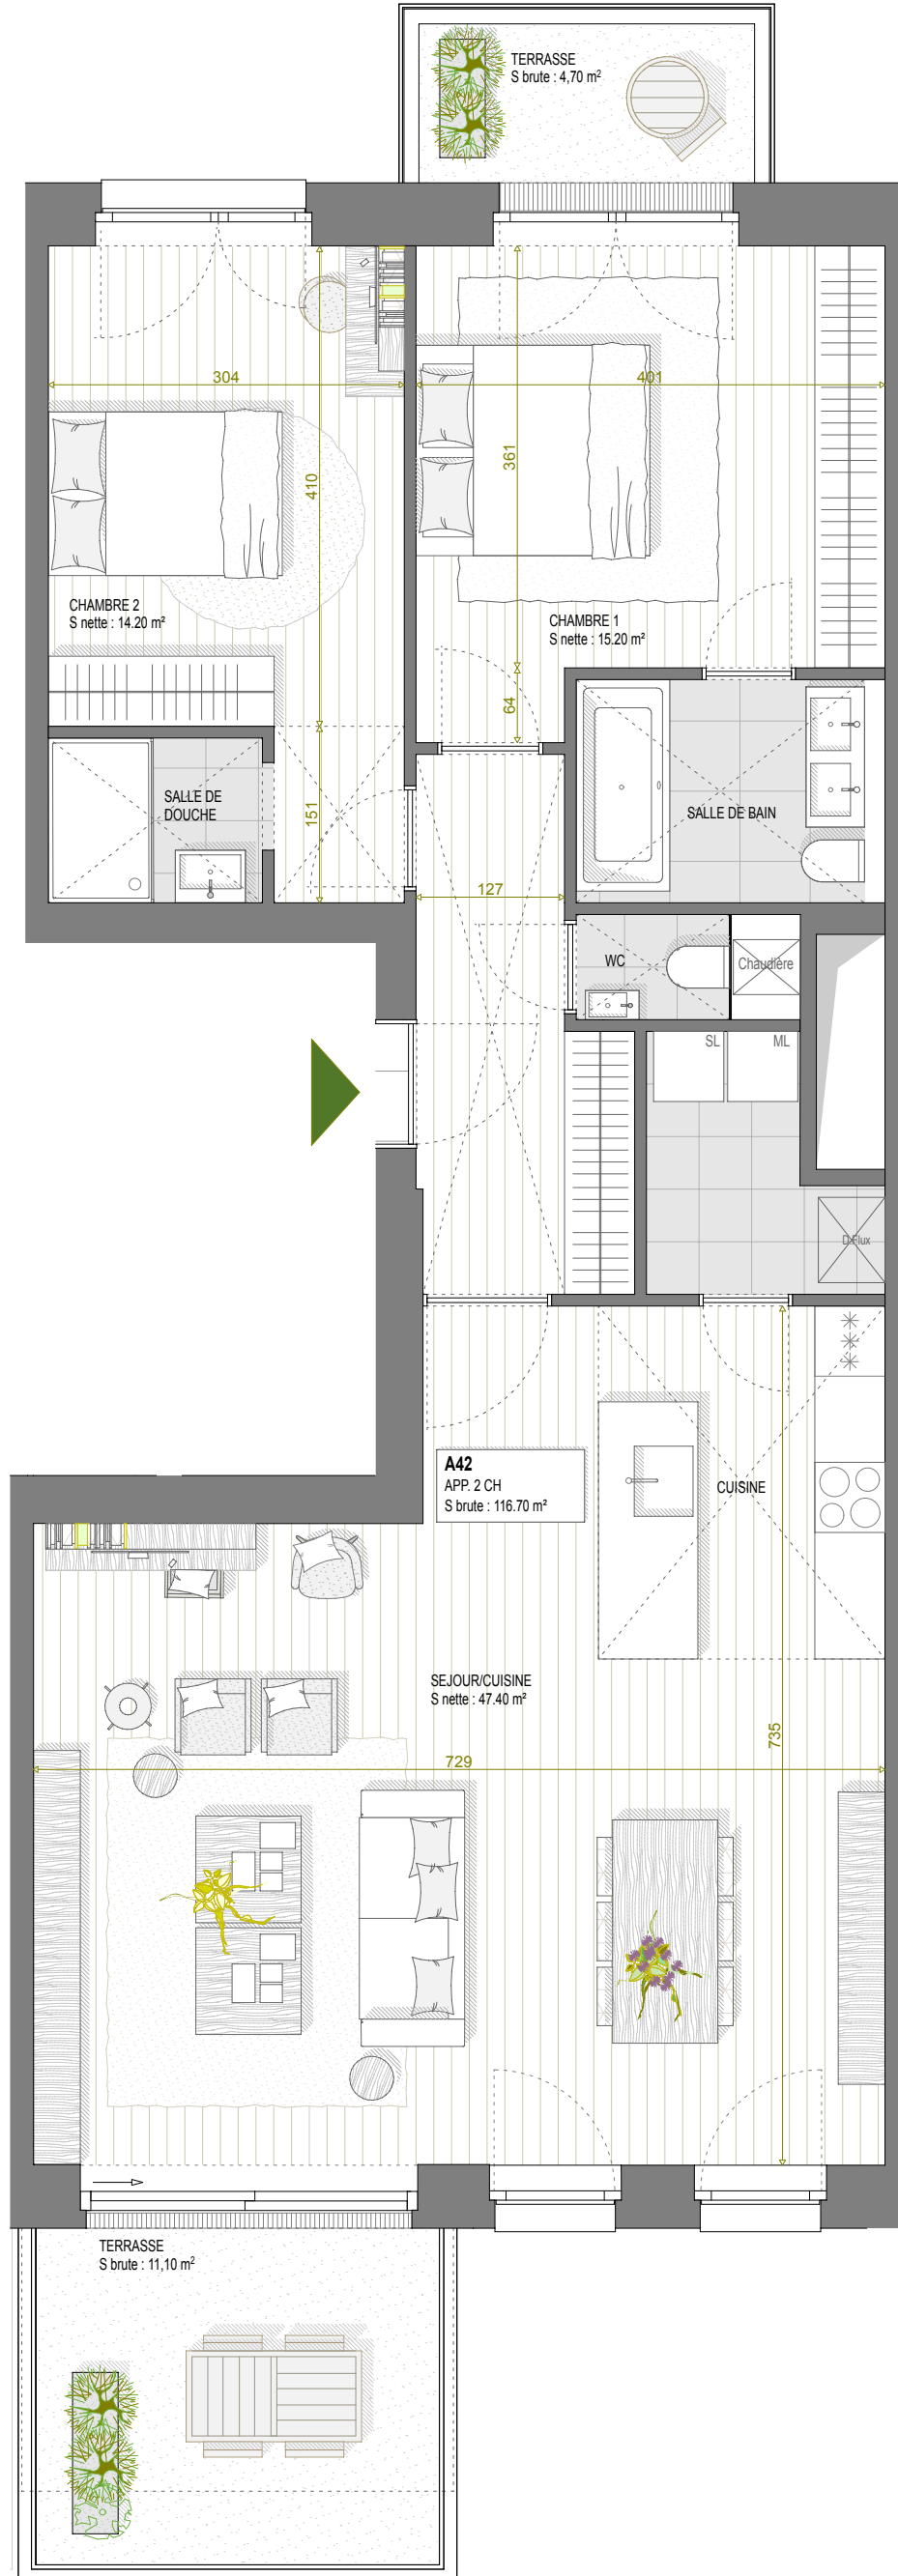 TERRASSE
S brute : 4,70 m²
304
401
410
361
CHAMBRE 2
S nette : 14.20 m²
CHAMBRE 1
S nette : 15.20 m²
64
151
SALLE DE
DOUCHE
SALLE DE BAIN
127
WC
Chaudière
SL
ML
D.Flux
A42
APP. 2 CH
S brute : 116.70 m²
CUISINE
SEJOUR/CUISINE
S nette : 47.40 m²
735
729
TERRASSE
S brute : 11,10 m²